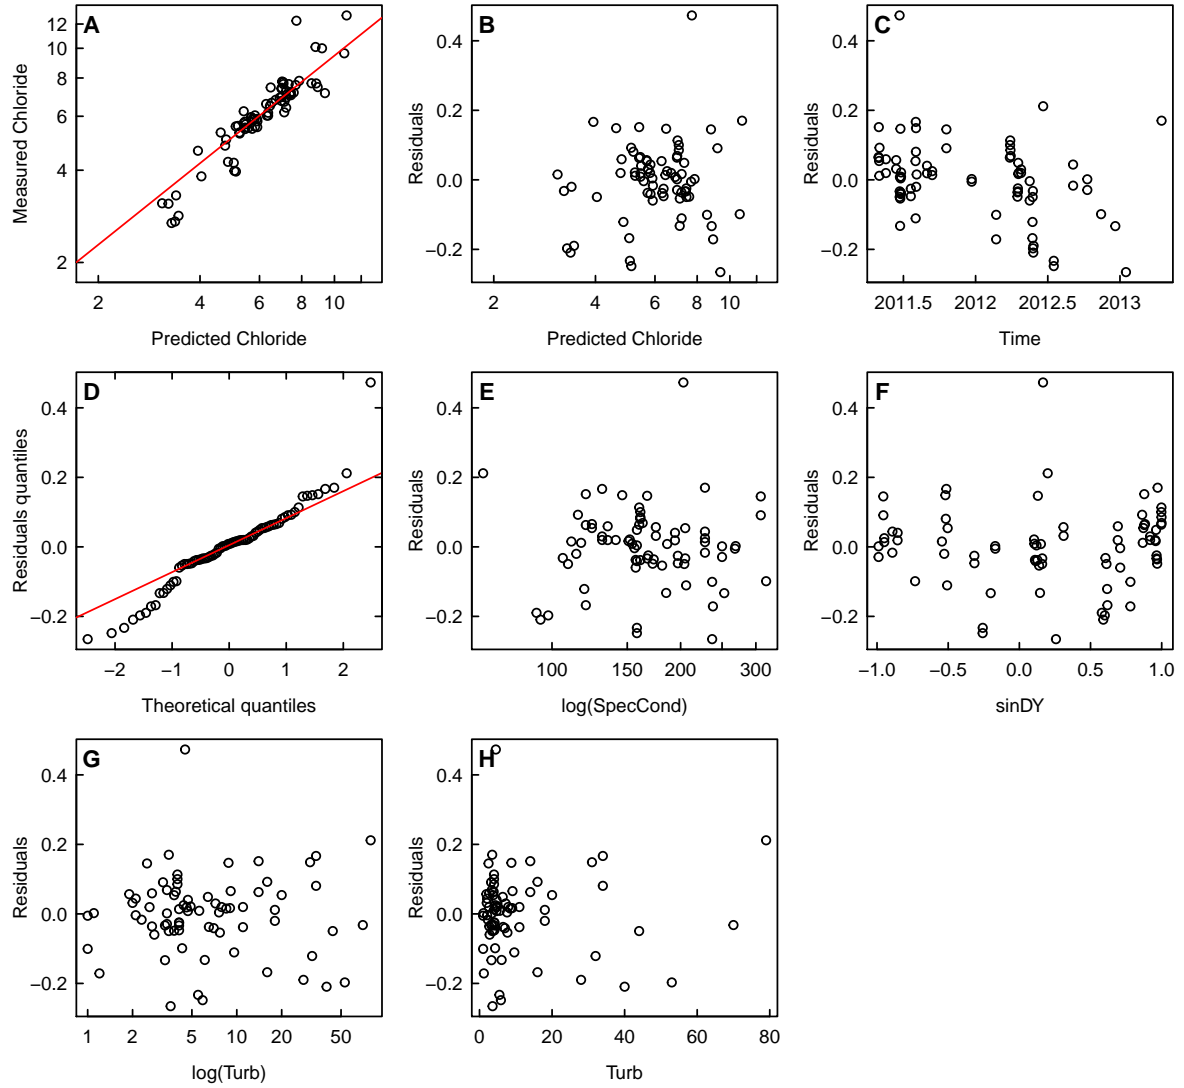 A
Measured Chloride
12
10
8
6
4
2
2 4 6 8 10
Predicted Chloride
B
Residuals
0.4
0.2
0.0
−0.2
2 4 6 8 10
Predicted Chloride
C
Residuals
0.4
0.2
0.0
−0.2
2011.5 2012 2012.5 2013
Time
D
Residuals quantiles
0.4
0.2
0.0
−0.2
−2 −1 0 1 2
Theoretical quantiles
E
Residuals
0.4
0.2
0.0
−0.2
100 150 200 300
log(SpecCond)
F
Residuals
0.4
0.2
0.0
−0.2
−1.0 −0.5 0.0 0.5 1.0
sinDY
G
Residuals
0.4
0.2
0.0
−0.2
1 2 5 10 20 50
log(Turb)
H
Residuals
0.4
0.2
0.0
−0.2
0 20 40 60 80
Turb